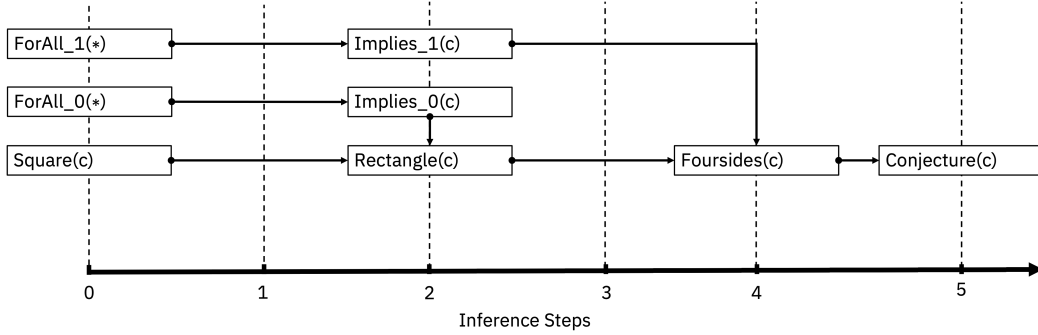 ForAll_1(*)
Implies_1(c)
ForAll_0(*)
Implies_0(c)
Square(c)
Rectangle(c)
Foursides(c)
Conjecture(c)
0
1
2
3
4
5
Inference Steps